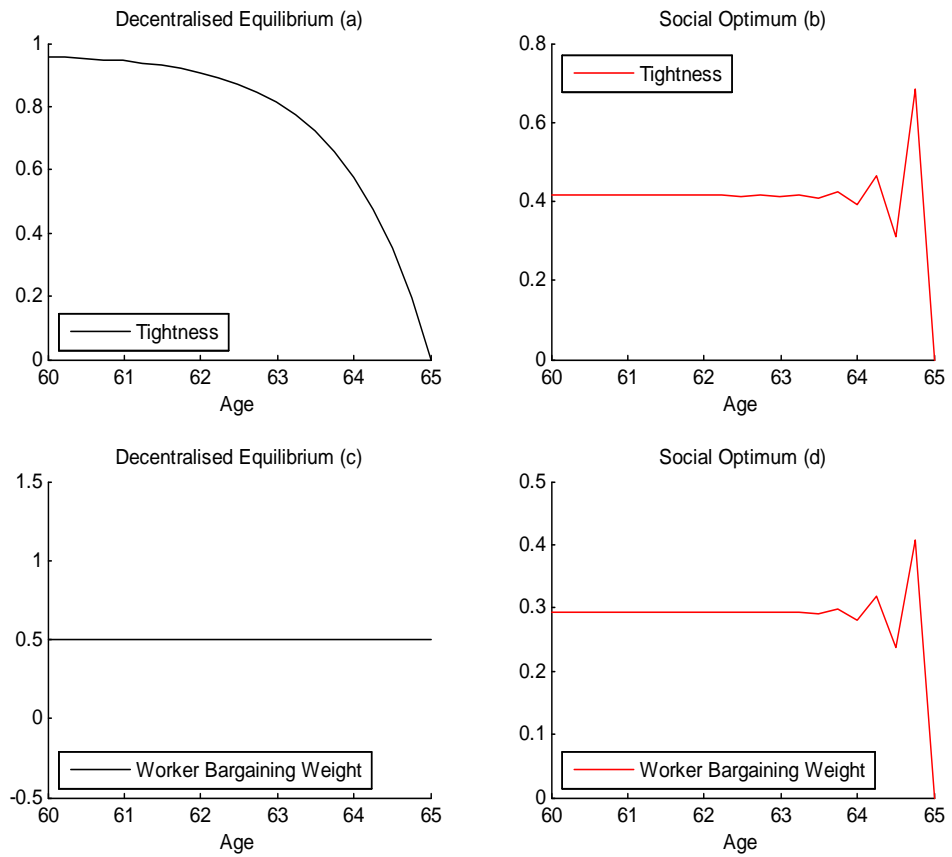 Decentralised Equilibrium (a)
1
0.8
0.6
0.4
0.2
0
Tightness
60 61 62 63 64 65
Age
Social Optimum (b)
0.8
0.6
0.4
0.2
0
Tightness
60 61 62 63 64 65
Age
Decentralised Equilibrium (c)
1.5
1
0.5
0
-0.5
Worker Bargaining Weight
60 61 62 63 64 65
Age
Social Optimum (d)
0.5
0.4
0.3
0.2
0.1
0
Worker Bargaining Weight
60 61 62 63 64 65
Age